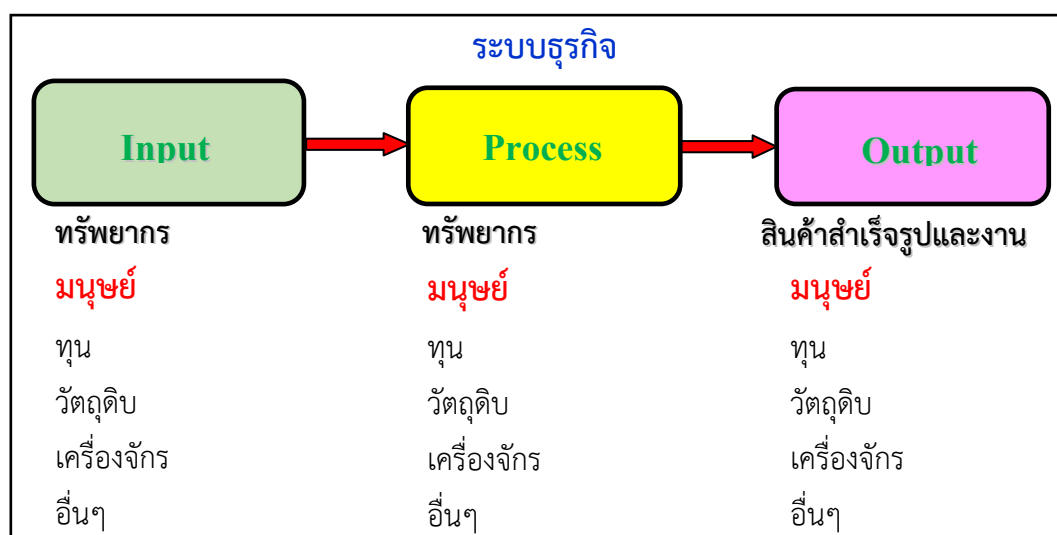 ระบบธุรกิจ
Input Process Output
ทรัพยากร ทรัพยากร สินค้าสำเร็จรูปและงาน
มนุษย์ มนุษย์ มนุษย์
ทุน ทุน ทุน
วัตถุดิบ วัตถุดิบ วัตถุดิบ
เครื่องจักร เครื่องจักร เครื่องจักร
อื่นๆ อื่นๆ อื่นๆ